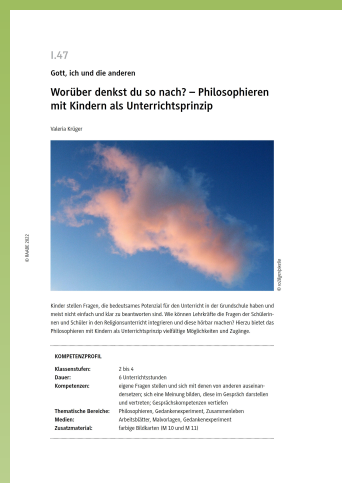 I.47
Gott, ich und die anderen
Worüber denkst du so nach? – Philosophieren
mit Kindern als Unterrichtsprinzip
Valeria Krüger
© RAABE 2022
Kinder stellen Fragen, die bedeutsames Potenzial für den Unterricht in der Grundschule haben und
meist nicht einfach und klar zu beantworten sind. Wie können Lehrkräfte die Fragen der Schülerin-
nen und Schüler in den Religionsunterricht integrieren und diese hörbar machen? Hierzu bietet das
Philosophieren mit Kindern als Unterrichtsprinzip vielfältige Möglichkeiten und Zugänge.
KOMPETENZPROFIL
Klassenstufen: 2 bis 4
Dauer: 6 Unterrichtsstunden
Kompetenzen: eigene Fragen stellen und sich mit denen von anderen auseinan-
dersetzen; sich eine Meinung bilden, diese im Gespräch darstellen
und vertreten; Gesprächskompetenzen vertiefen
Thematische Bereiche: Philosophieren, Gedankenexperiment, Zusammenleben
Medien: Arbeitsblätter, Malvorlagen, Gedankenexperiment
Zusatzmaterial: farbige Bildkarten (M 10 und M 11)